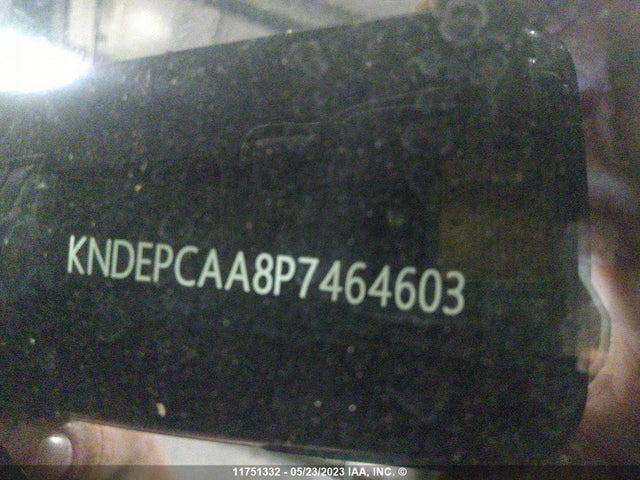 KNDEPCAA8P7464603
11751332 - 05/23/2023 IAA, INC. ©